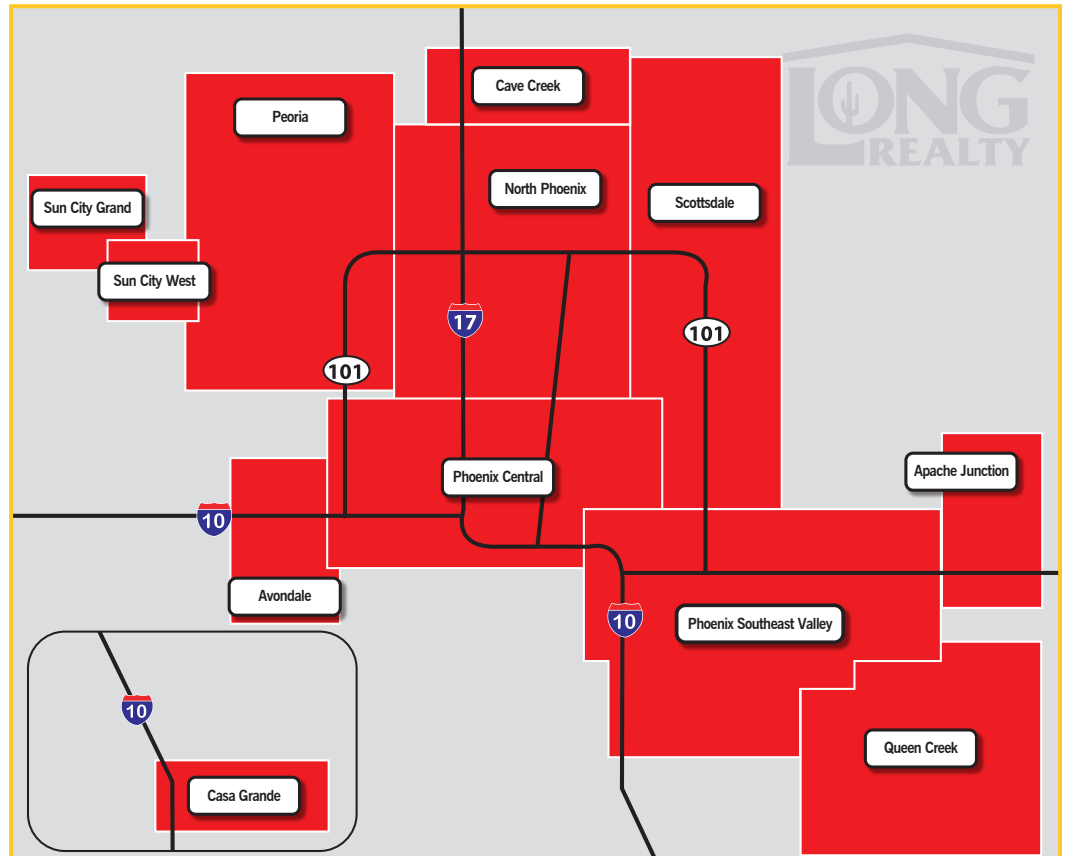 LONG
REALTY
Cave Creek
Peoria
North Phoenix
Scottsdale
Sun City Grand
Sun City West
17
101
101
Phoenix Central
Apache Junction
10
Avondale
10
Phoenix Southeast Valley
10
Queen Creek
Casa Grande